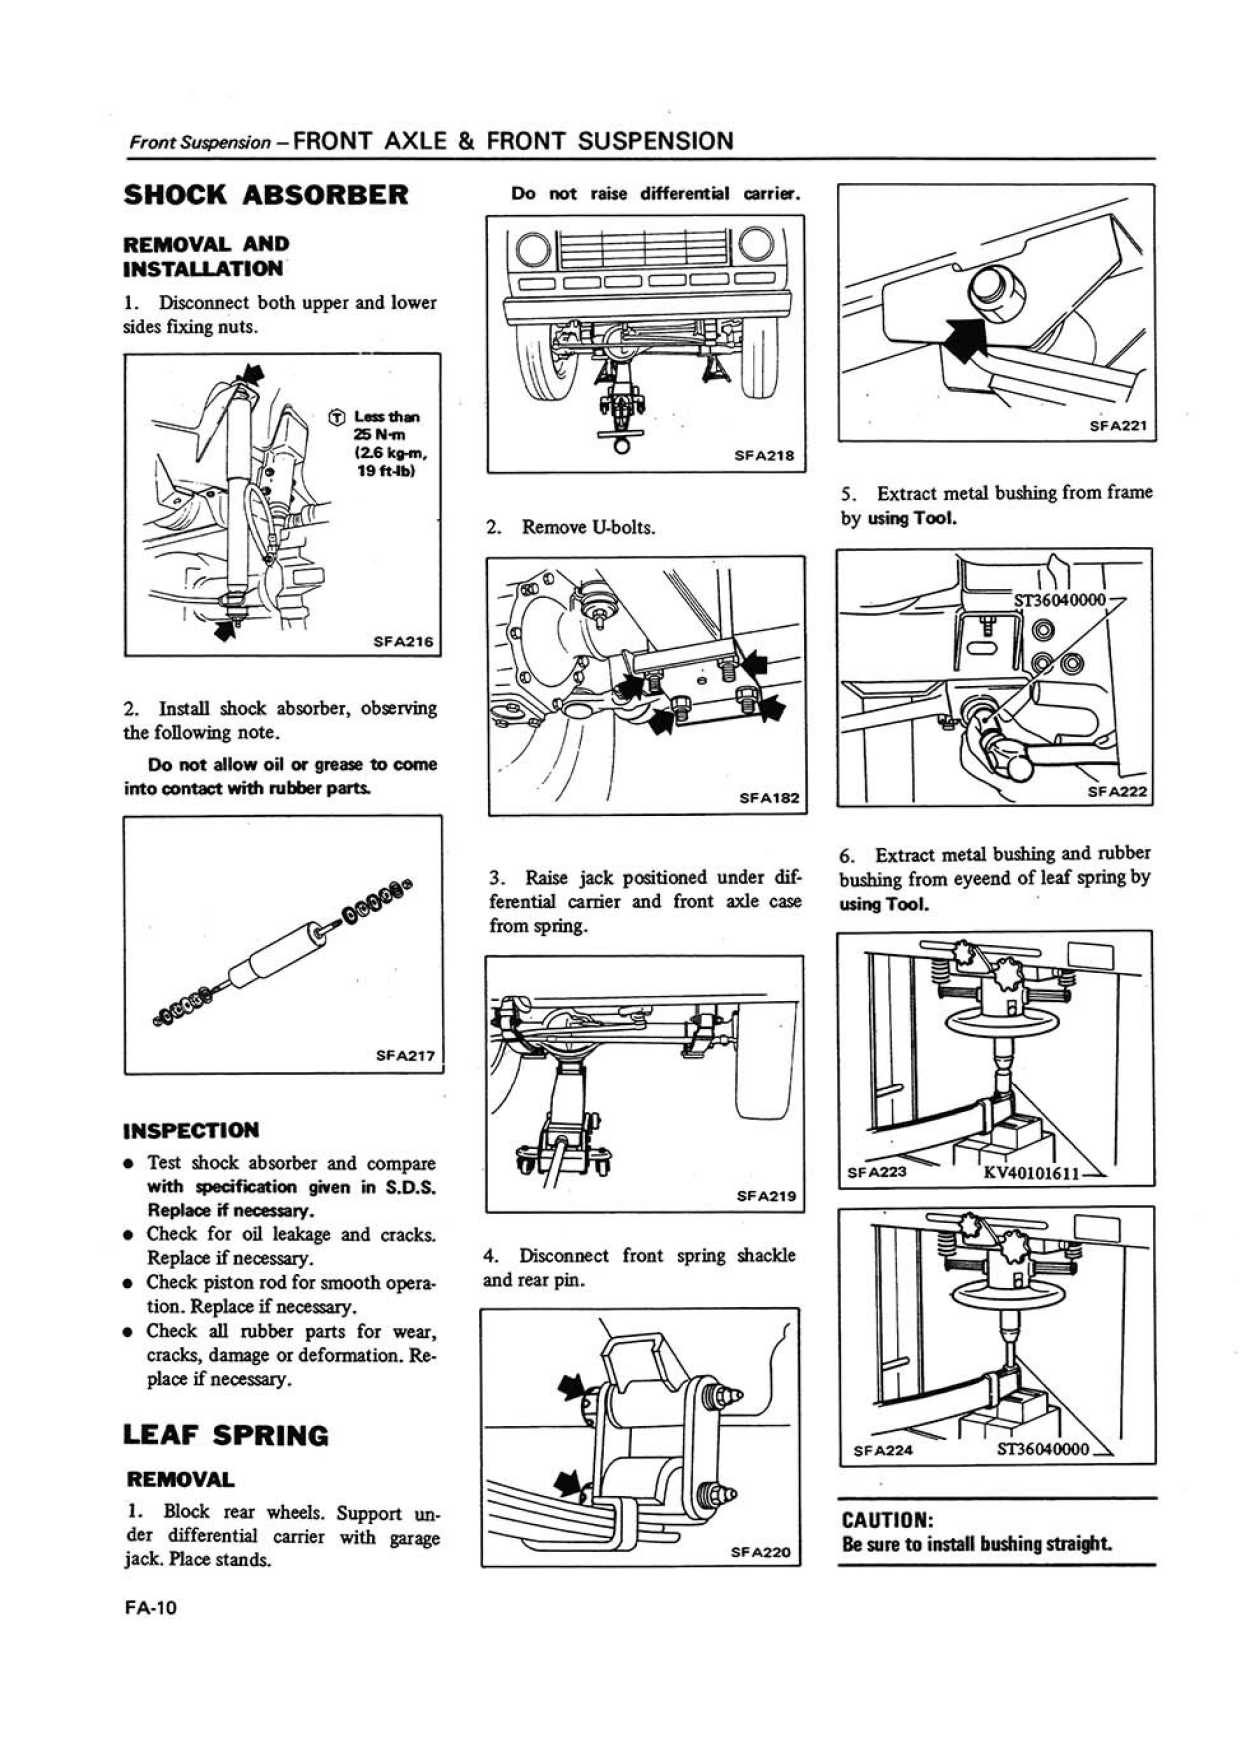 Front Suspension – FRONT AXLE & FRONT SUSPENSION
SHOCK ABSORBER
REMOVAL AND
INSTALLATION
1. Disconnect both upper and lower
sides fixing nuts.
Ⓣ Less than
25 N·m
(2.6 kg-m,
19 ft-lb)
SFA216
2. Install shock absorber, observing
the following note.
Do not allow oil or grease to come
into contact with rubber parts.
SFA217
INSPECTION
● Test shock absorber and compare
with specification given in S.D.S.
Replace if necessary.
● Check for oil leakage and cracks.
Replace if necessary.
● Check piston rod for smooth opera-
tion. Replace if necessary.
● Check all rubber parts for wear,
cracks, damage or deformation. Re-
place if necessary.
LEAF SPRING
REMOVAL
1. Block rear wheels. Support un-
der differential carrier with garage
jack. Place stands.
Do not raise differential carrier.
SFA218
2. Remove U-bolts.
SFA182
3. Raise jack positioned under dif-
ferential carrier and front axle case
from spring.
SFA219
4. Disconnect front spring shackle
and rear pin.
SFA220
SFA221
5. Extract metal bushing from frame
by using Tool.
ST36040000
SFA222
6. Extract metal bushing and rubber
bushing from eyeend of leaf spring by
using Tool.
SFA223 KV40101611
SFA224 ST36040000
CAUTION:
Be sure to install bushing straight.
FA-10